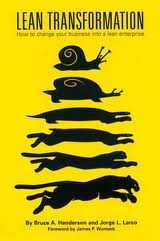 LEAN TRANSFORMATION
How to change your business into a lean enterprise
By Bruce A. Henderson and Jorge L. Larco
Foreword by James P. Womack